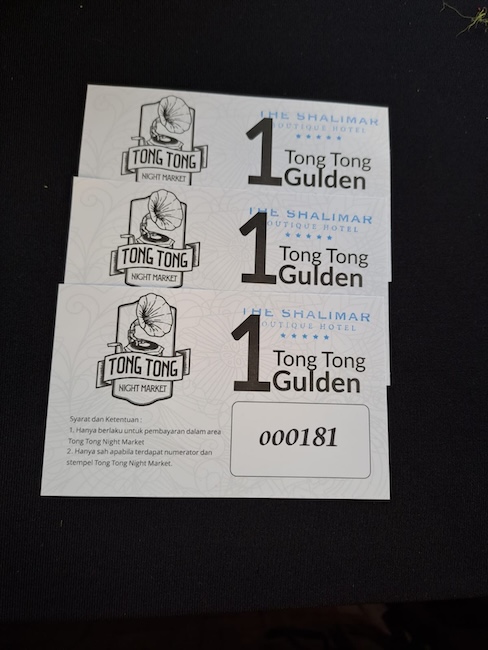 TONG TONG
NIGHT MARKET
THE SHALIMAR
BOUTIQUE HOTEL
1 Tong Tong
Gulden
TONG TONG
NIGHT MARKET
THE SHALIMAR
BOUTIQUE HOTEL
1 Tong Tong
Gulden
TONG TONG
NIGHT MARKET
THE SHALIMAR
BOUTIQUE HOTEL
1 Tong Tong
Gulden
Syarat dan Ketentuan :
1. Hanya berlaku untuk pembayaran dalam area
Tong Tong Night Market
2. Hanya sah apabila terdapat numerator dan
stempel Tong Tong Night Market.
000181